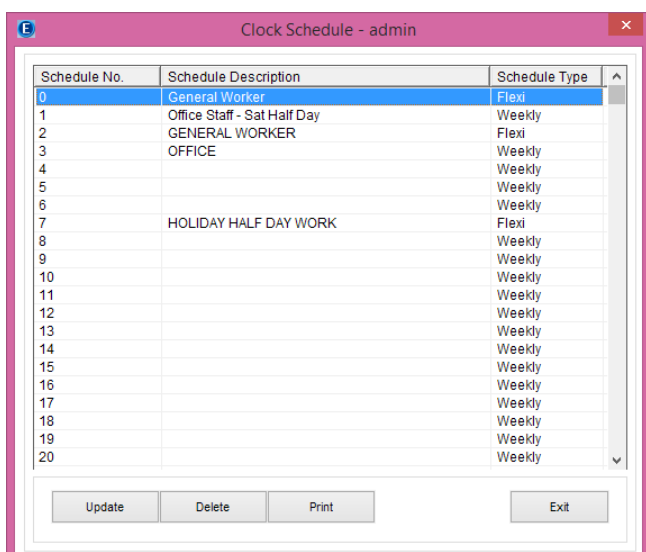 E Clock Schedule - admin ×
Schedule No. Schedule Description Schedule Type
0 General Worker Flexi
1 Office Staff - Sat Half Day Weekly
2 GENERAL WORKER Flexi
3 OFFICE Weekly
4 Weekly
5 Weekly
6 Weekly
7 HOLIDAY HALF DAY WORK Flexi
8 Weekly
9 Weekly
10 Weekly
11 Weekly
12 Weekly
13 Weekly
14 Weekly
15 Weekly
16 Weekly
17 Weekly
18 Weekly
19 Weekly
20 Weekly
Update Delete Print Exit